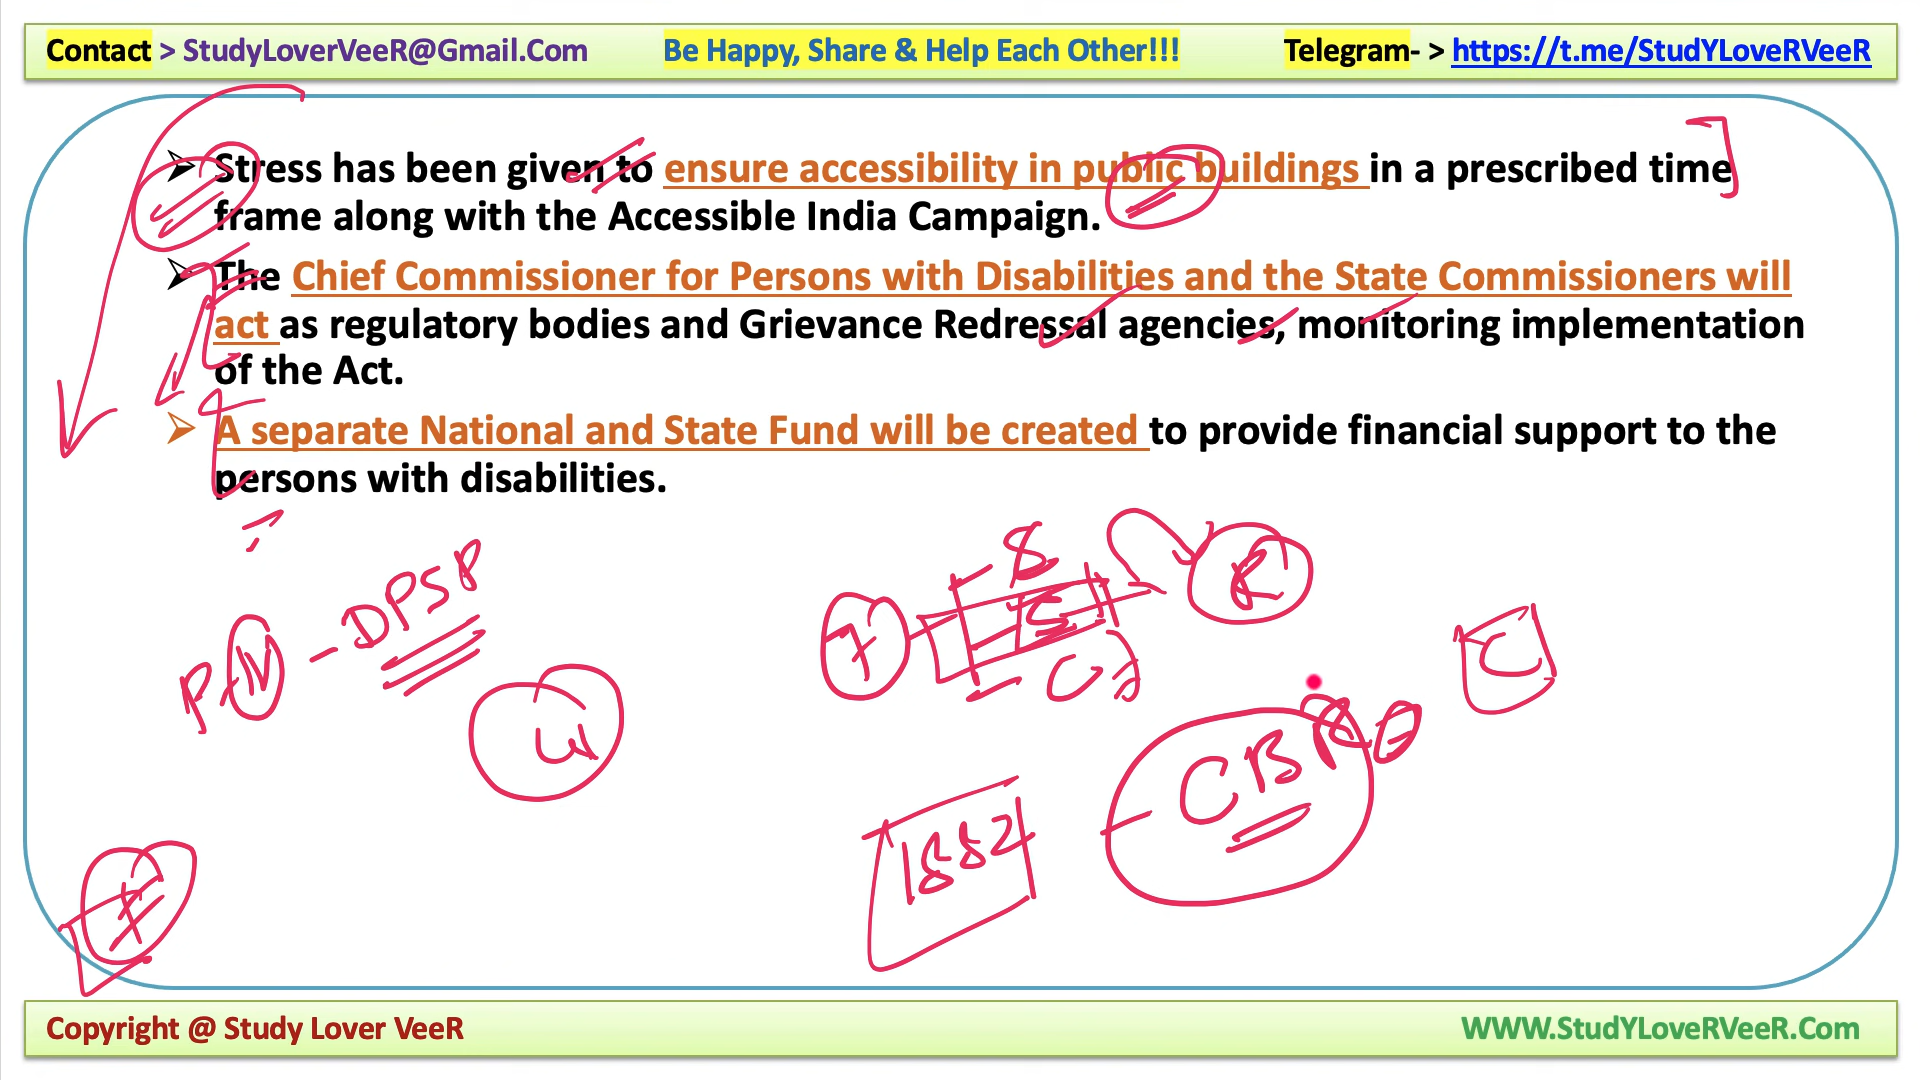 Contact > StudyLoverVeeR@Gmail.Com Be Happy, Share & Help Each Other!!! Telegram- > https://t.me/StudYLoveRVeeR
➢ Stress has been given to ensure accessibility in public buildings in a prescribed time
frame along with the Accessible India Campaign.
➢ The Chief Commissioner for Persons with Disabilities and the State Commissioners will
act as regulatory bodies and Grievance Redressal agencies, monitoring implementation
of the Act.
➢ A separate National and State Fund will be created to provide financial support to the
persons with disabilities.
DPSP
1882
Copyright @ Study Lover VeeR WWW.StudYLoveRVeeR.Com